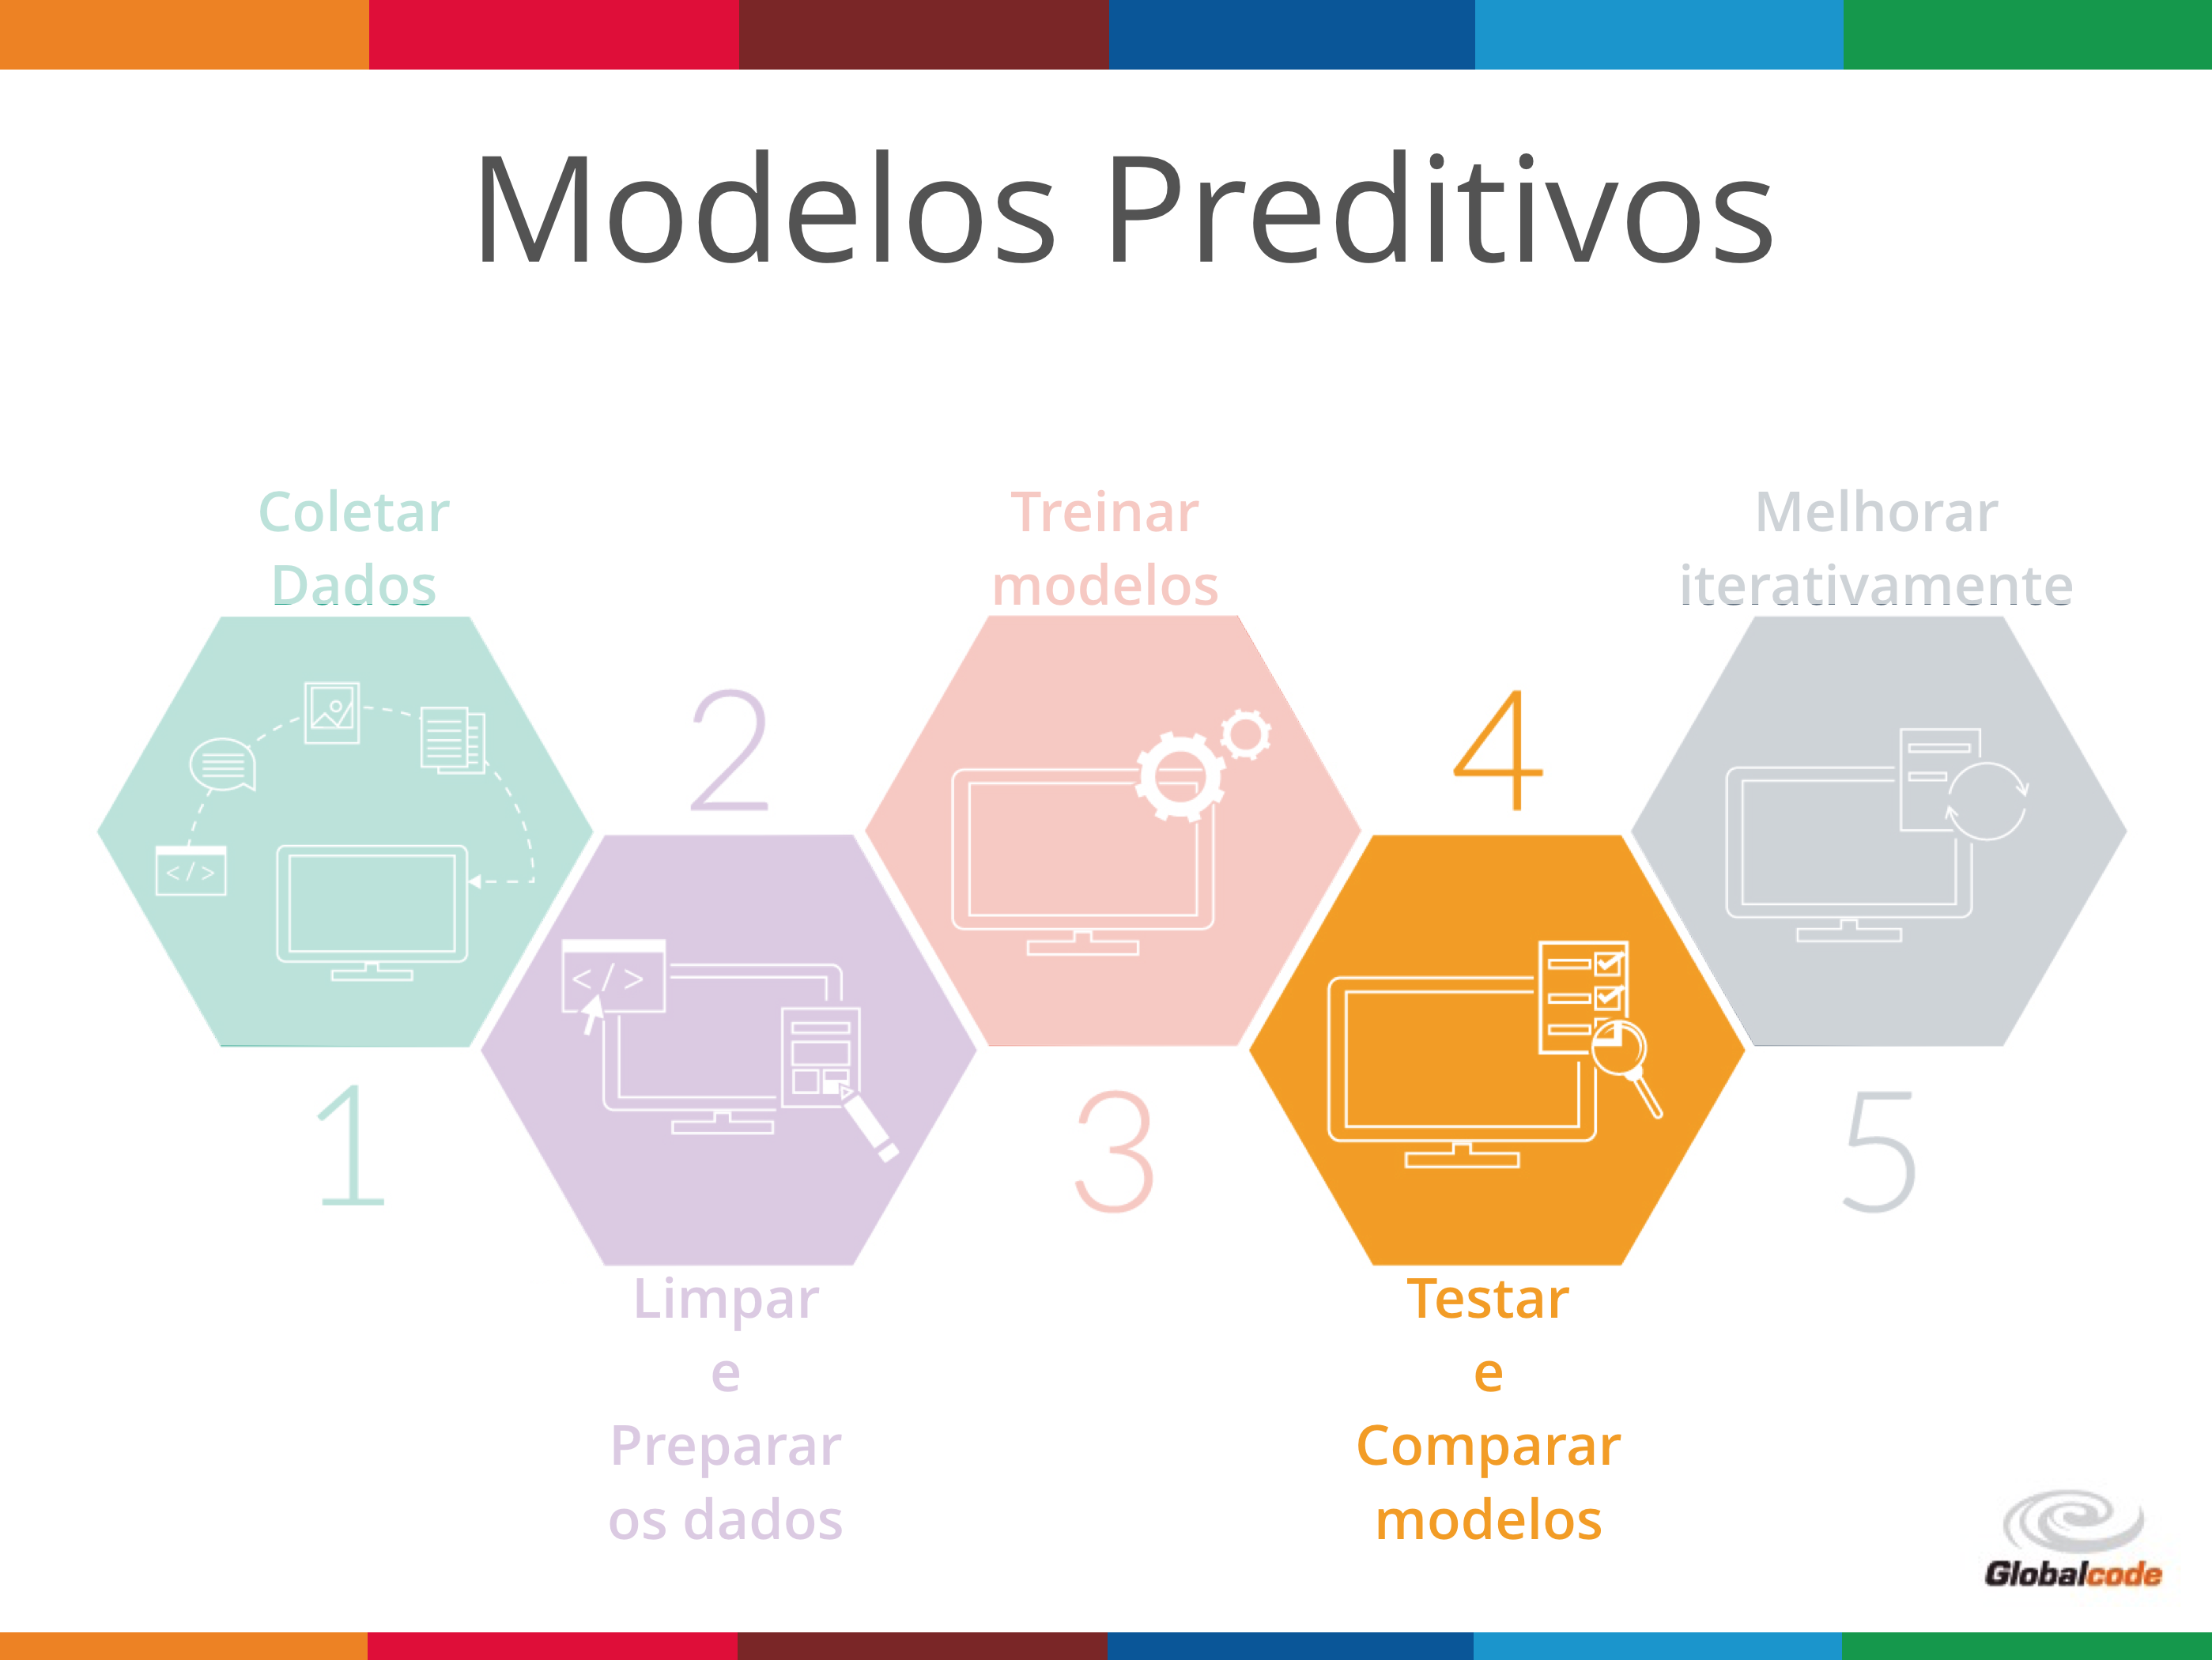 Modelos Preditivos
Coletar
Dados
1
2
Limpar
e
Preparar
os dados
Treinar
modelos
3
4
Testar
e
Comparar
modelos
Melhorar
iterativamente
5
</>
</>
Globalcode